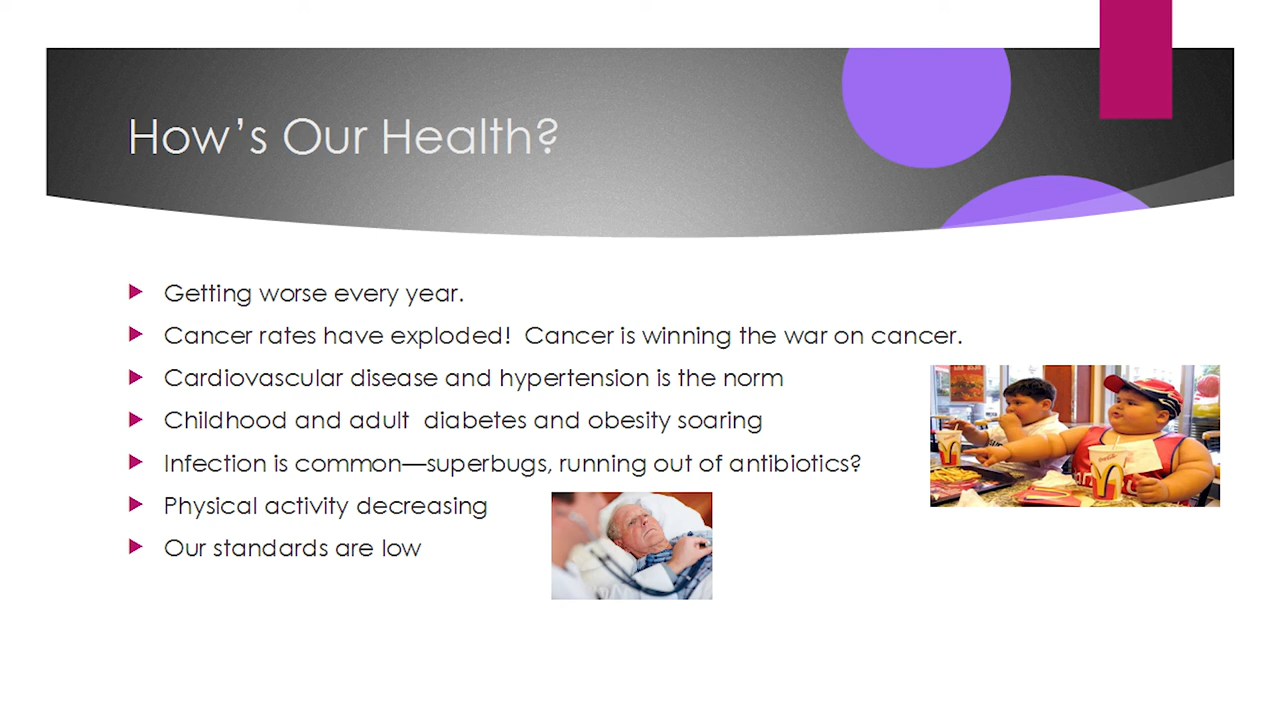 How's Our Health?
Getting worse every year.
Cancer rates have exploded!  Cancer is winning the war on cancer.
Cardiovascular disease and hypertension is the norm
Childhood and adult  diabetes and obesity soaring
Infection is common—superbugs, running out of antibiotics?
Physical activity decreasing
Our standards are low